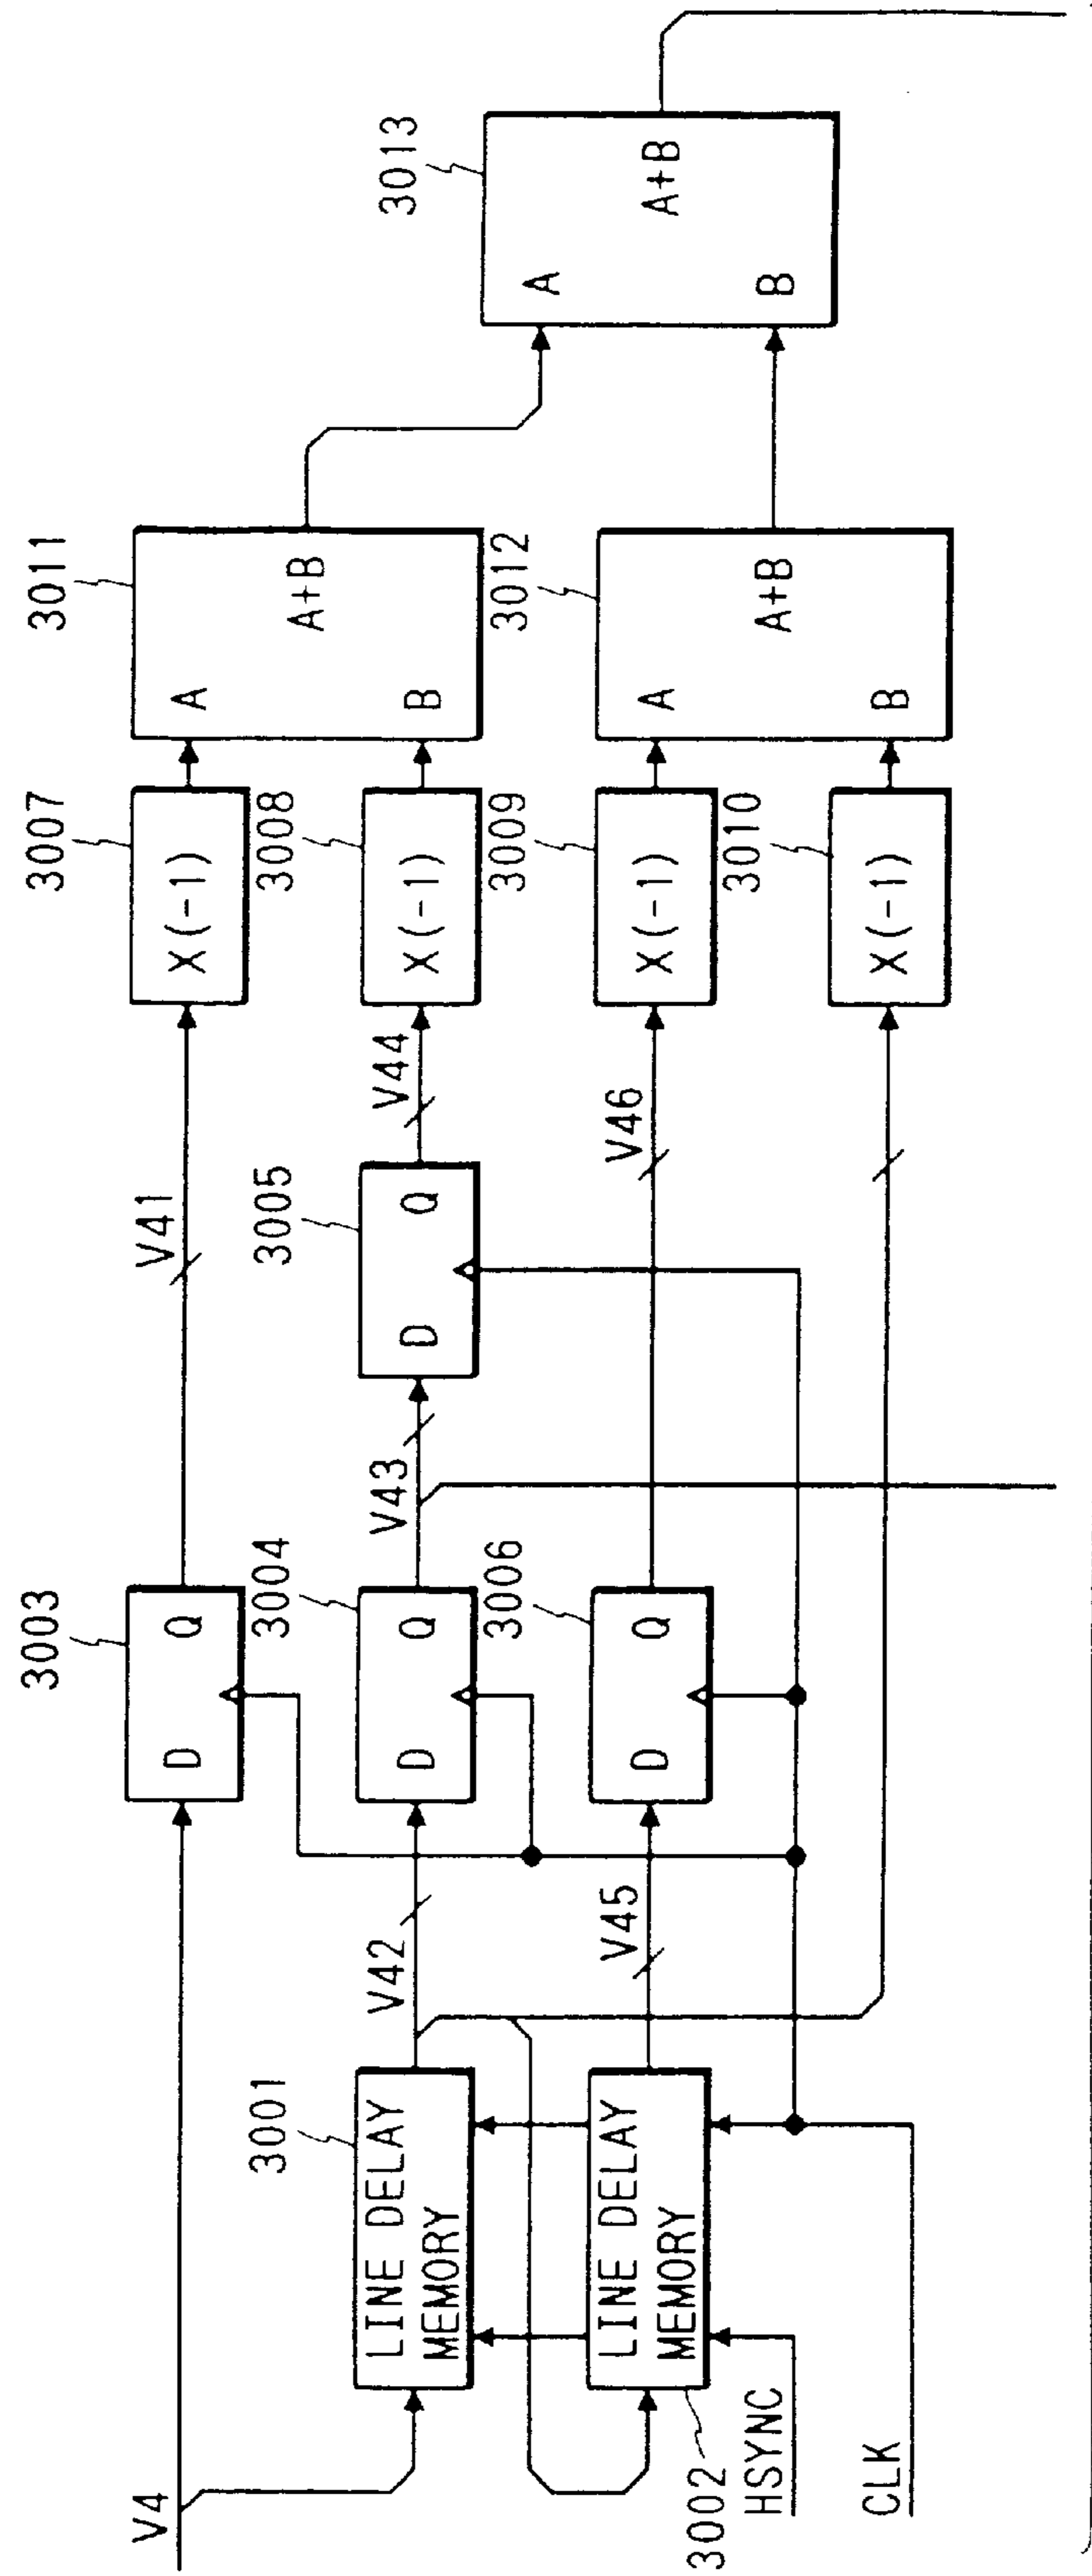 V4
3001
LINE DELAY
MEMORY
3002
LINE DELAY
MEMORY
HSYNC
CLK
V42
V45
3003
D Q
3004
D Q
3006
D Q
V41
V43
3005
D Q
V44
V46
3007
X(-1)
3008
X(-1)
3009
X(-1)
3010
X(-1)
3011
A
B
A+B
3012
A
B
A+B
3013
A
B
A+B